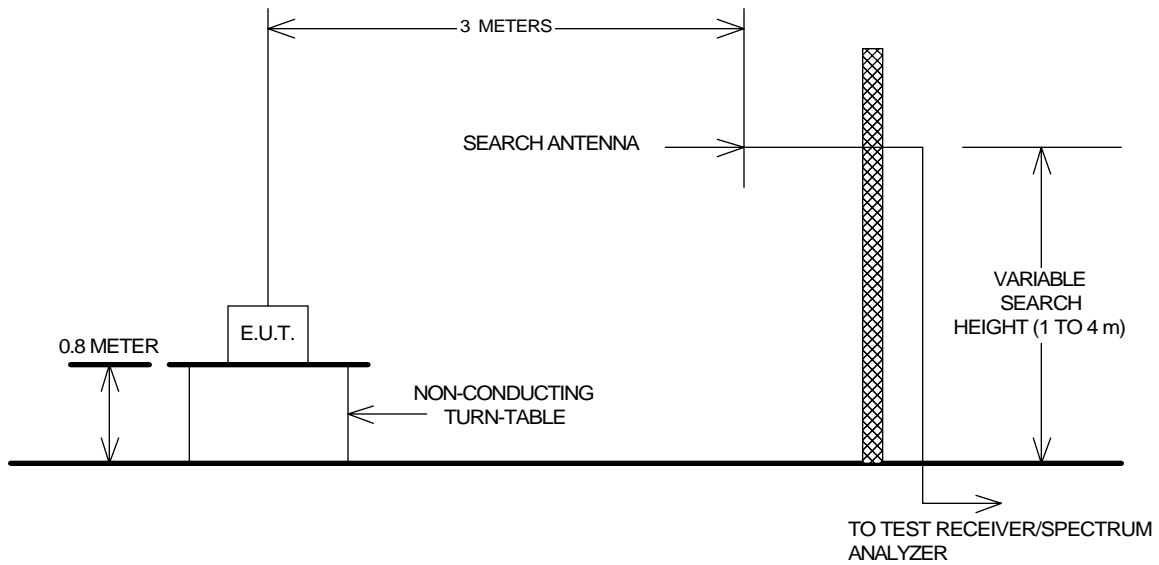 3 METERS
SEARCH ANTENNA
VARIABLE
SEARCH
HEIGHT (1 TO 4 m)
E.U.T.
0.8 METER
NON-CONDUCTING
TURN-TABLE
TO TEST RECEIVER/SPECTRUM
ANALYZER